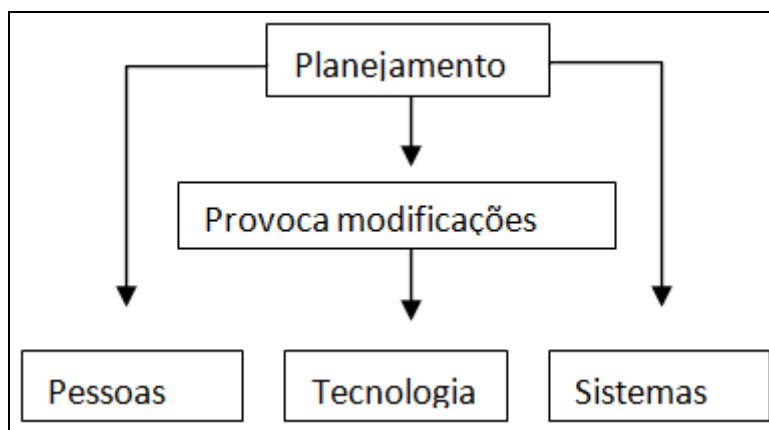 Planejamento
Provoca modificações
Pessoas
Tecnologia
Sistemas